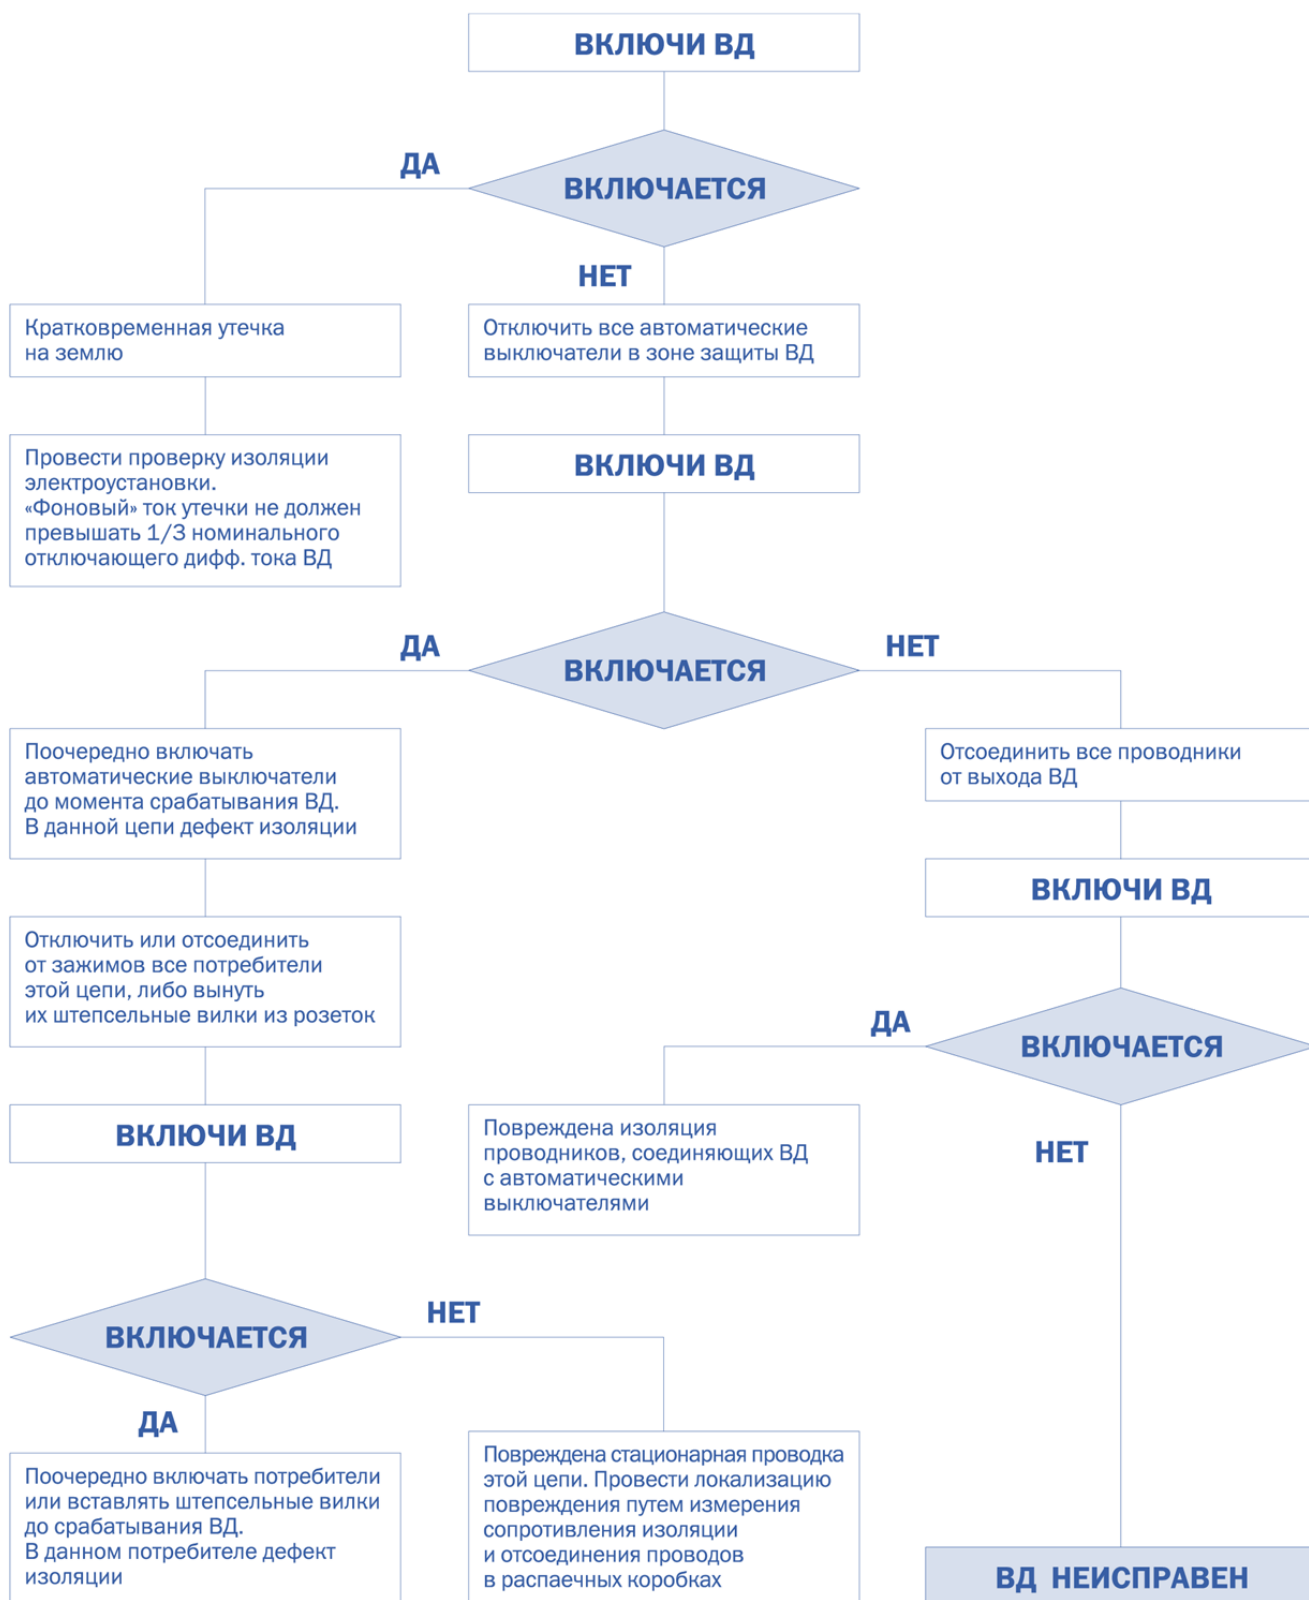 ВКЛЮЧИ ВД
ДА
ВКЛЮЧАЕТСЯ
НЕТ
Кратковременная утечка
на землю
Отключить все автоматические
выключатели в зоне защиты ВД
Провести проверку изоляции
электроустановки.
«Фоновый» ток утечки не должен
превышать 1/3 номинального
отключающего дифф. тока ВД
ВКЛЮЧИ ВД
ДА
ВКЛЮЧАЕТСЯ
НЕТ
Поочередно включать
автоматические выключатели
до момента срабатывания ВД.
В данной цепи дефект изоляции
Отсоединить все проводники
от выхода ВД
ВКЛЮЧИ ВД
Отключить или отсоединить
от зажимов все потребители
этой цепи, либо вынуть
их штепсельные вилки из розеток
ДА
ВКЛЮЧАЕТСЯ
НЕТ
ВКЛЮЧИ ВД
Повреждена изоляция
проводников, соединяющих ВД
с автоматическими
выключателями
ВКЛЮЧАЕТСЯ
НЕТ
ДА
Поочередно включать потребители
или вставлять штепсельные вилки
до срабатывания ВД.
В данном потребителе дефект
изоляции
Повреждена стационарная проводка
этой цепи. Провести локализацию
повреждения путем измерения
сопротивления изоляции
и отсоединения проводов
в распаечных коробках
ВД НЕИСПРАВЕН